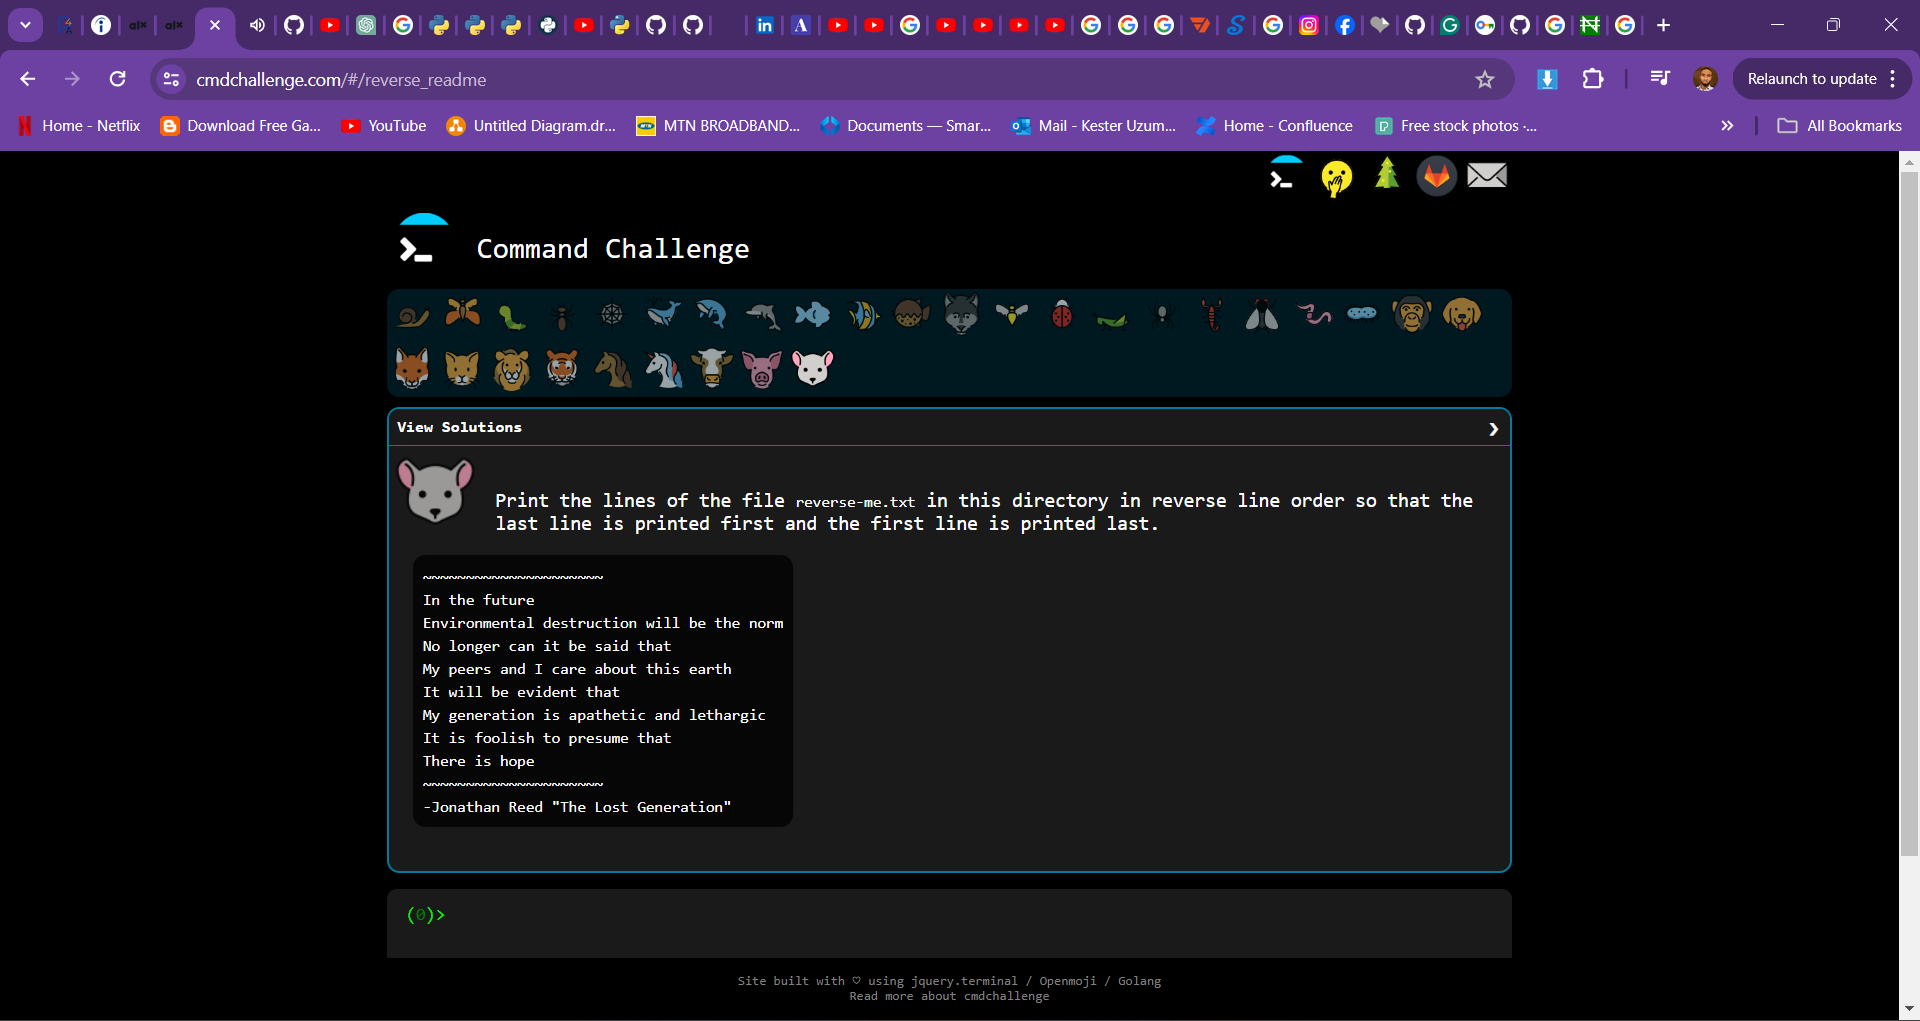 cmdchallenge.com/#/reverse_readme
Relaunch to update
Home - Netflix
Download Free Ga...
YouTube
Untitled Diagram.dr...
MTN BROADBAND...
Documents — Smar...
Mail - Kester Uzum...
Home - Confluence
Free stock photos ·...
All Bookmarks
Command Challenge
View Solutions
Print the lines of the file reverse-me.txt in this directory in reverse line order so that the
last line is printed first and the first line is printed last.
~~~~~~~~~~~~~~~~~~~~~
In the future
Environmental destruction will be the norm
No longer can it be said that
My peers and I care about this earth
It will be evident that
My generation is apathetic and lethargic
It is foolish to presume that
There is hope
~~~~~~~~~~~~~~~~~~~~~
-Jonathan Reed "The Lost Generation"
(0)>
Site built with ♡ using jquery.terminal / Openmoji / Golang
Read more about cmdchallenge